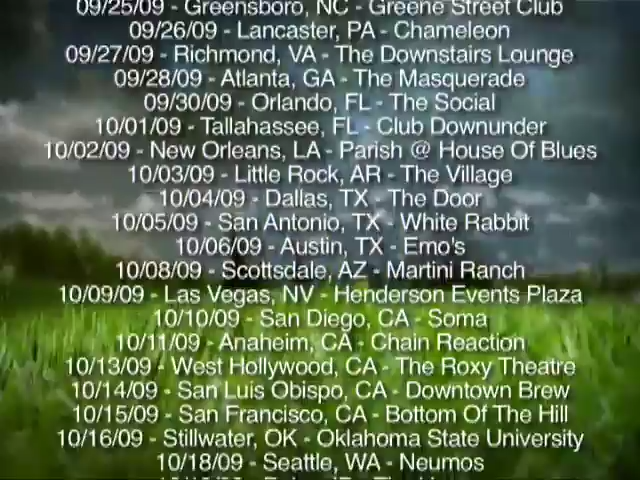 09/25/09 - Greensboro, NC - Greene Street Club
09/26/09 - Lancaster, PA - Chameleon
09/27/09 - Richmond, VA - The Downstairs Lounge
09/28/09 - Atlanta, GA - The Masquerade
09/30/09 - Orlando, FL - The Social
10/01/09 - Tallahassee, FL - Club Downunder
10/02/09 - New Orleans, LA - Parish @ House Of Blues
10/03/09 - Little Rock, AR - The Village
10/04/09 - Dallas, TX - The Door
10/05/09 - San Antonio, TX - White Rabbit
10/06/09 - Austin, TX - Emo's
10/08/09 - Scottsdale, AZ - Martini Ranch
10/09/09 - Las Vegas, NV - Henderson Events Plaza
10/10/09 - San Diego, CA - Soma
10/11/09 - Anaheim, CA - Chain Reaction
10/13/09 - West Hollywood, CA - The Roxy Theatre
10/14/09 - San Luis Obispo, CA - Downtown Brew
10/15/09 - San Francisco, CA - Bottom Of The Hill
10/16/09 - Stillwater, OK - Oklahoma State University
10/18/09 - Seattle, WA - Neumos